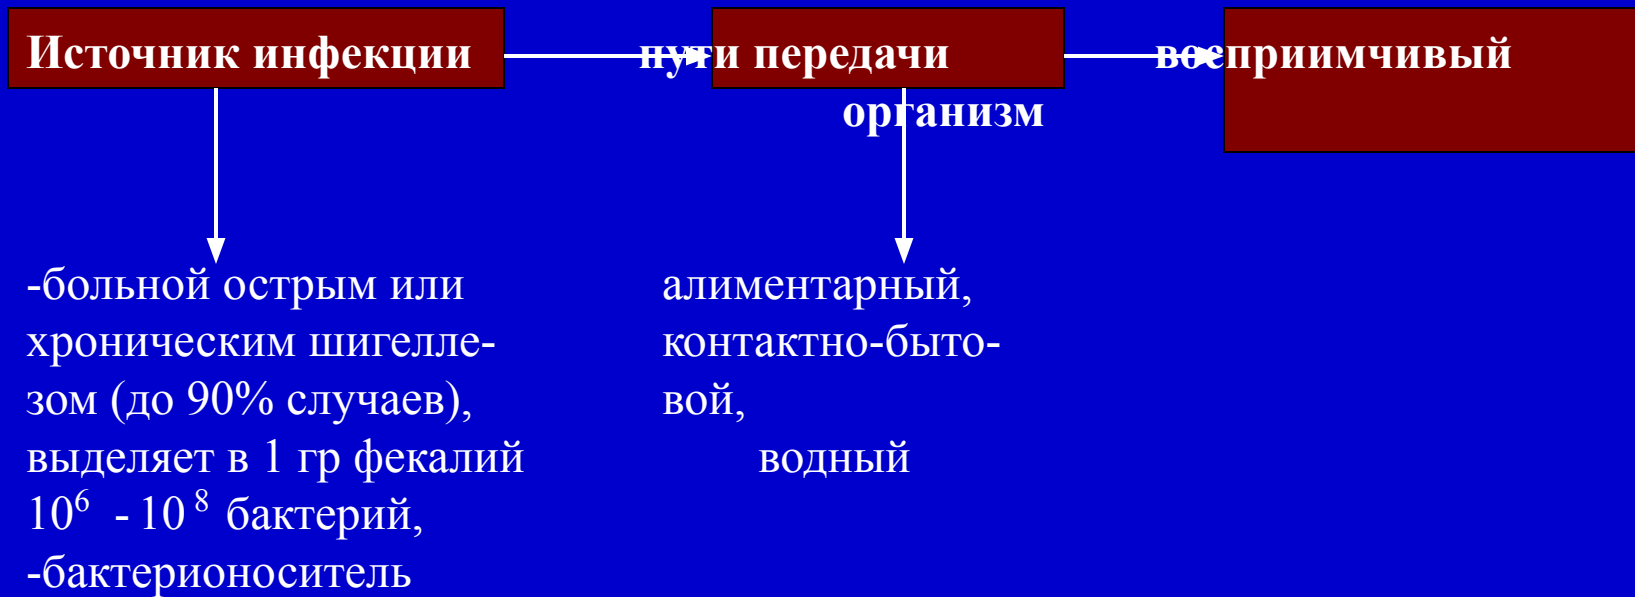 Источник инфекции пути передачи восприимчивый
организм
-больной острым или алиментарный,
хроническим шигелле- контактно-быто-
зом (до 90% случаев), вой,
выделяет в 1 гр фекалий водный
10⁶ - 10⁸ бактерий,
-бактерионоситель